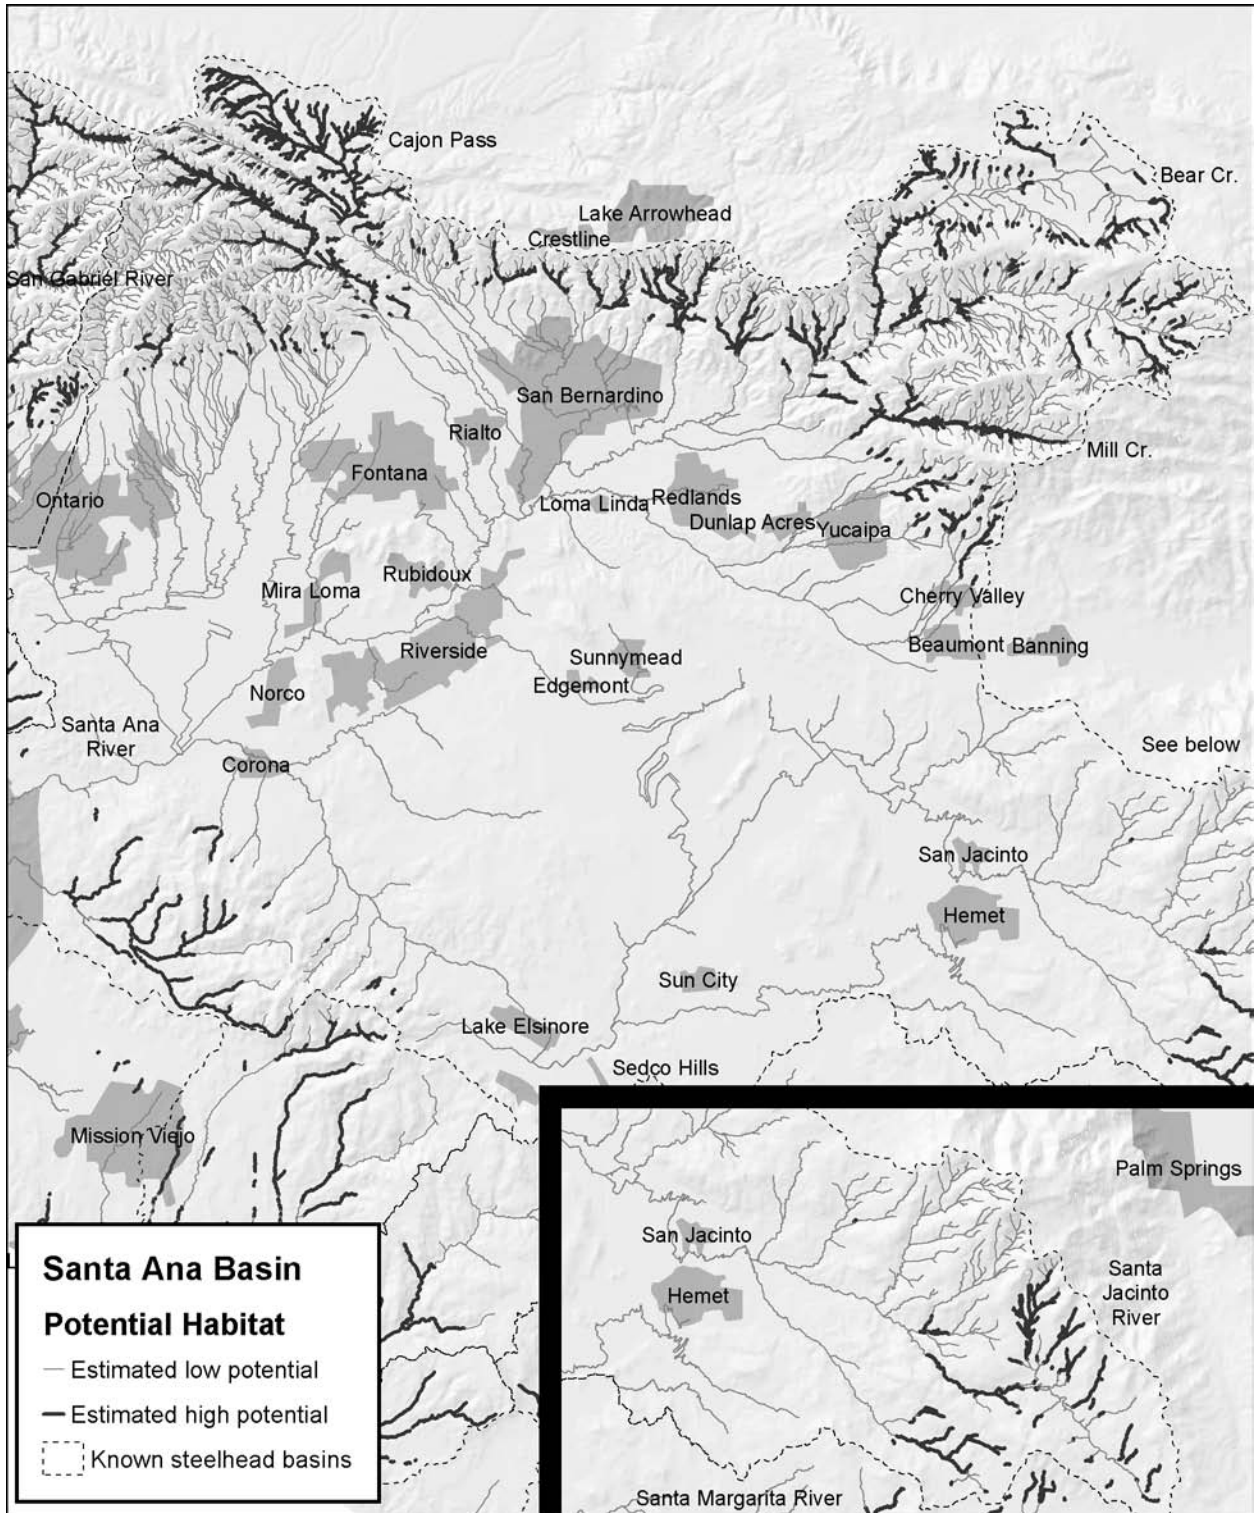 Cajon Pass
Bear Cr.
Lake Arrowhead
Crestline
San Gabriel River
San Bernardino
Rialto
Fontana
Mill Cr.
Ontario
Loma Linda
Redlands
Dunlap Acres
Yucaipa
Rubidoux
Mira Loma
Cherry Valley
Riverside
Sunnymead
Beaumont
Banning
Edgemont
Norco
Santa Ana
River
See below
Corona
San Jacinto
Hemet
Sun City
Lake Elsinore
Sedco Hills
Mission Viejo
Palm Springs
San Jacinto
Santa
Jacinto
River
Hemet
Santa Margarita River
Santa Ana Basin
Potential Habitat
Estimated low potential
Estimated high potential
Known steelhead basins